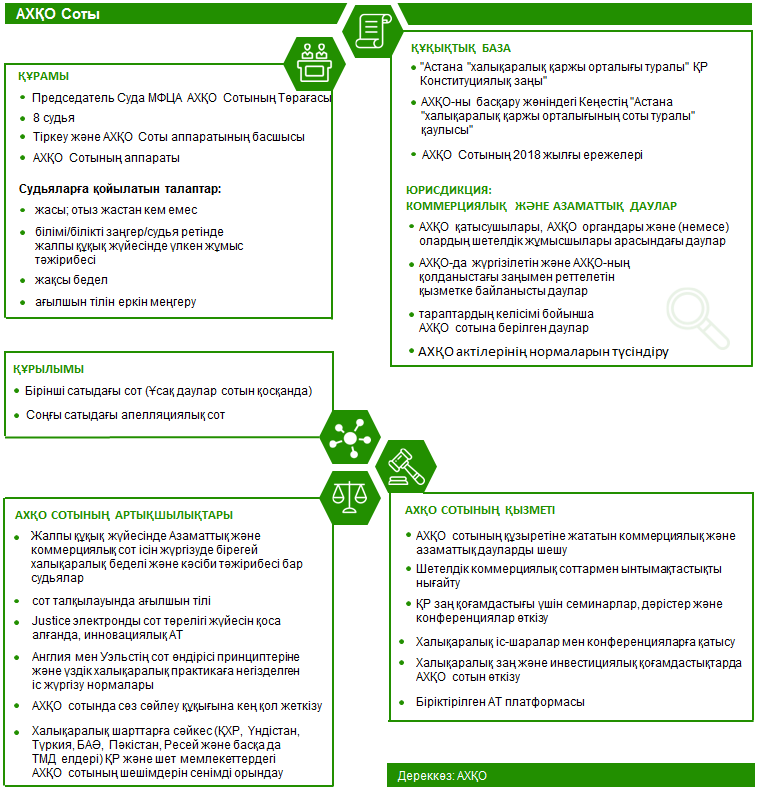 АХҚО Соты
ҚҰРАМЫ
Председатель Суда МФЦА АХҚО Сотының Төрағасы
8 судья
Тіркеу және АХҚО Соты аппаратының басшысы
АХҚО Сотының аппараты
Судьяларға қойылатын талаптар:
жасы; отыз жастан кем емес
білімі/білікті заңгер/судья ретінде
жалпы құқық жүйесінде үлкен жұмыс
тәжірибесі
жақсы бедел
ағылшын тілін еркін меңгеру
ҚҰҚЫҚТЫҚ БАЗА
"Астана "халықаралық қаржы орталығы туралы" ҚР
Конституциялық заңы"
АХҚО-ны басқару жөніндегі Кеңестің "Астана
"халықаралық қаржы орталығының соты туралы"
қаулысы"
АХҚО Сотының 2018 жылғы ережелері
ЮРИСДИКЦИЯ:
КОММЕРЦИЯЛЫҚ ЖӘНЕ АЗАМАТТЫҚ ДАУЛАР
АХҚО қатысушылары, АХҚО органдары және (немесе)
олардың шетелдік жұмысшылары арасындағы даулар
АХҚО-да жүргізілетін және АХҚО-ның
қолданыстағы заңымен реттелетін
қызметке байланысты даулар
тараптардың келісімі бойынша
АХҚО сотына берілген даулар
АХҚО актілерінің нормаларын түсіндіру
ҚҰРЫЛЫМЫ
Бірінші сатыдағы сот (Ұсақ даулар сотын қосқанда)
Соңғы сатыдағы апелляциялық сот
АХҚО СОТЫНЫҢ АРТЫҚШЫЛЫҚТАРЫ
Жалпы құқық жүйесінде Азаматтық және
коммерциялық сот ісін жүргізуде бірегей
халықаралық беделі және кәсіби тәжірибесі бар
судьялар
сот талқылауында ағылшын тілі
Justice электронды сот төрелігі жүйесін қоса
алғанда, инновациялық АТ
Англия мен Уэльстің сот өндірісі принциптеріне
және үздік халықаралық практикаға негізделген
іс жүргізу нормалары
АХҚО сотында сөз сөйлеу құқығына кең қол жеткізу
Халықаралық шарттарға сәйкес (ҚХР, Үндістан,
Түркия, БАӘ, Пәкістан, Ресей және басқа да
ТМД елдері) ҚР және шет мемлекеттердегі
АХҚО сотының шешімдерін сенімді орындау
АХҚО СОТЫНЫҢ ҚЫЗМЕТІ
АХҚО сотының құзыретіне жататын коммерциялық және
азаматтық дауларды шешу
Шетелдік коммерциялық соттармен ынтымақтастықты
нығайту
ҚР заң қоғамдастығы үшін семинарлар, дәрістер және
конференциялар өткізу
Халықаралық іс-шаралар мен конференцияларға қатысу
Халықаралық заң және инвестициялық қоғамдастықтарда
АХҚО сотын өткізу
Біріктірілген АТ платформасы
Дереккөз: АХҚО